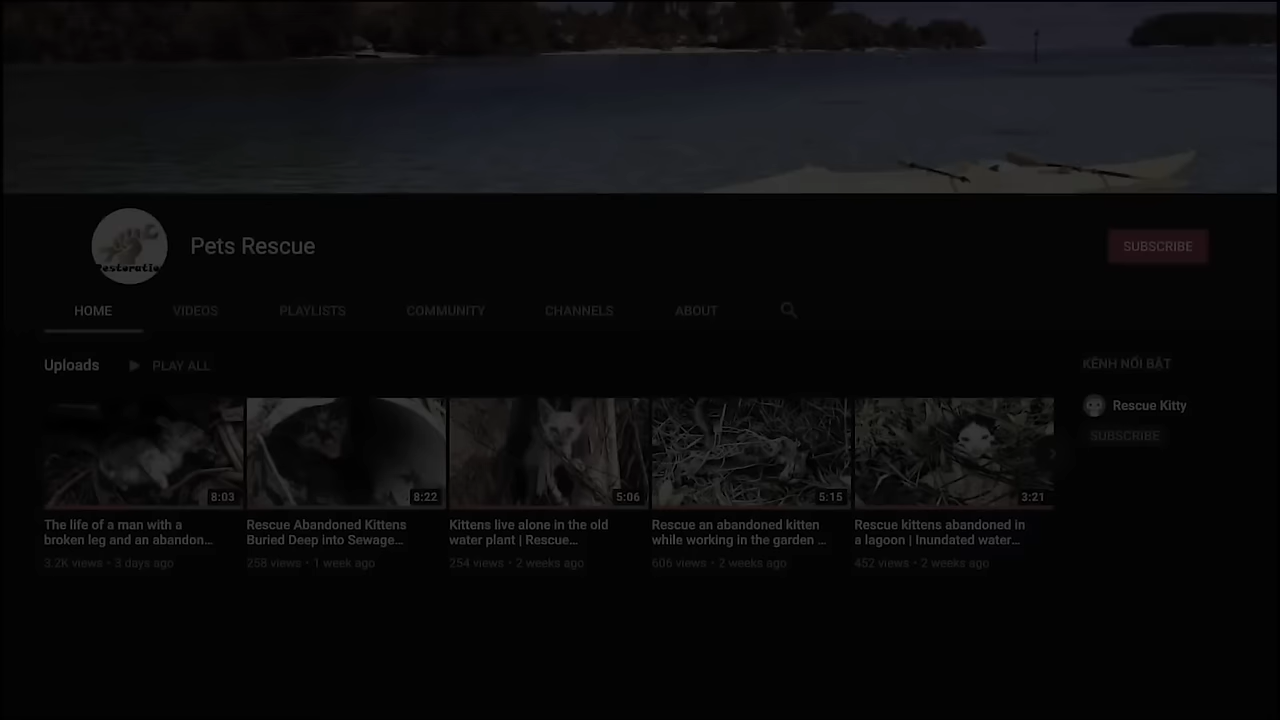 Restoratio
Pets Rescue
SUBSCRIBE
HOME VIDEOS PLAYLISTS COMMUNITY CHANNELS ABOUT
Uploads PLAY ALL
KÊNH NỔI BẬT
Rescue Kitty
SUBSCRIBE
8:03
8:22
5:06
5:15
3:21
The life of a man with a
broken leg and an abandon...
3.2K views • 3 days ago
Rescue Abandoned Kittens
Buried Deep into Sewage...
258 views • 1 week ago
Kittens live alone in the old
water plant | Rescue...
254 views • 2 weeks ago
Rescue an abandoned kitten
while working in the garden ...
606 views • 2 weeks ago
Rescue kittens abandoned in
a lagoon | Inundated water...
452 views • 2 weeks ago